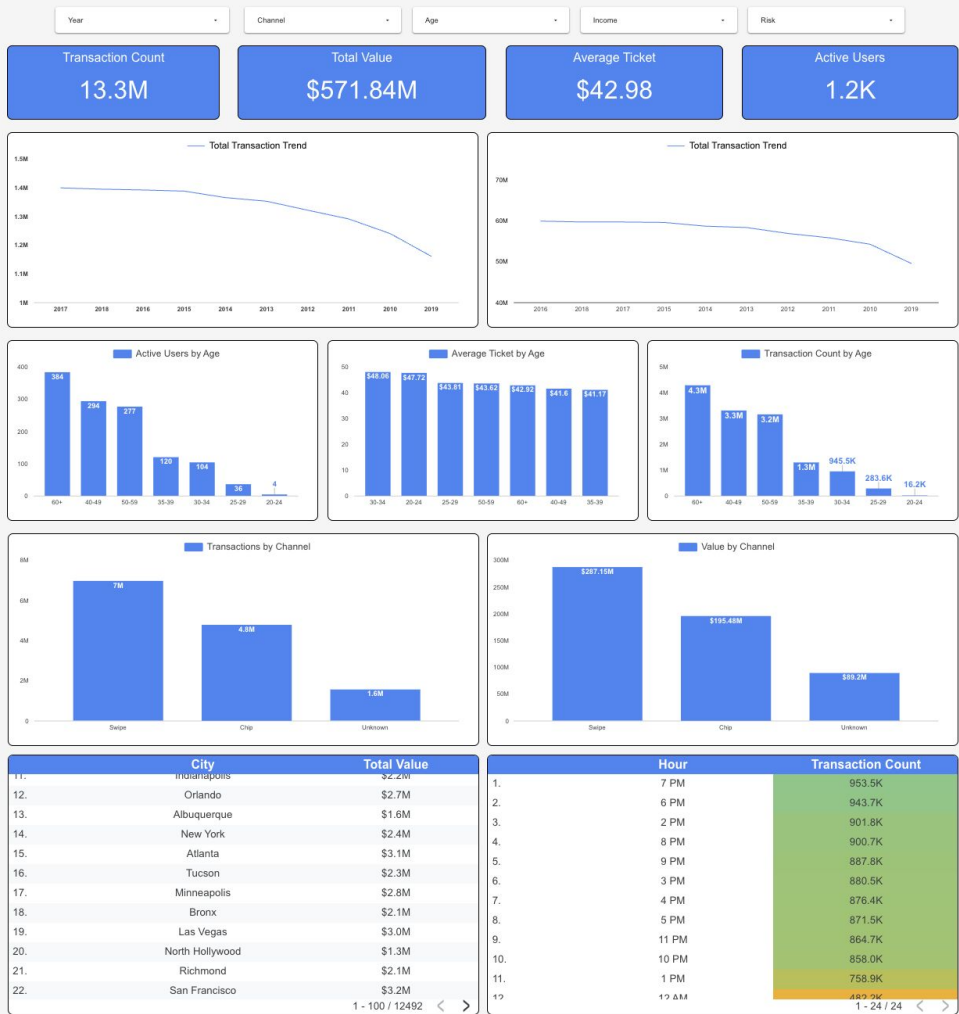 Year
Channel
Age
Income
Risk
Transaction Count
13.3M
Total Value
$571.84M
Average Ticket
$42.98
Active Users
1.2K
Total Transaction Trend
1.5M
1.4M
1.3M
1.2M
1.1M
1M
2017 2018 2016 2015 2014 2013 2012 2011 2010 2019
Total Transaction Trend
70M
60M
50M
40M
2016 2018 2017 2015 2014 2013 2012 2011 2010 2019
Active Users by Age
400
300
200
100
0
384 294 277 120 104 36 4
60+ 40-49 50-59 35-39 30-34 25-29 20-24
Average Ticket by Age
50
40
30
20
10
0
$48.06 $47.72 $43.81 $43.62 $42.92 $41.6 $41.17
30-34 20-24 25-29 50-59 60+ 40-49 35-39
Transaction Count by Age
5M
4M
3M
2M
1M
0
4.3M 3.3M 3.2M 1.3M 945.5K 283.6K 16.2K
60+ 40-49 50-59 35-39 30-34 25-29 20-24
Transactions by Channel
8M
6M
4M
2M
0
7M 4.8M 1.6M
Swipe Chip Unknown
Value by Channel
300M
250M
200M
150M
100M
50M
0
$287.15M $195.48M $89.2M
Swipe Chip Unknown
City Total Value
11. Indianapolis $2.2M
12. Orlando $2.7M
13. Albuquerque $1.6M
14. New York $2.4M
15. Atlanta $3.1M
16. Tucson $2.3M
17. Minneapolis $2.8M
18. Bronx $2.1M
19. Las Vegas $3.0M
20. North Hollywood $1.3M
21. Richmond $2.1M
22. San Francisco $3.2M
1 - 100 / 12492
Hour Transaction Count
1. 7 PM 953.5K
2. 6 PM 943.7K
3. 2 PM 901.8K
4. 8 PM 900.7K
5. 9 PM 887.8K
6. 3 PM 880.5K
7. 4 PM 876.4K
8. 5 PM 871.5K
9. 11 PM 864.7K
10. 10 PM 858.0K
11. 1 PM 758.9K
12. 12 AM 482.2K
1 - 24 / 24